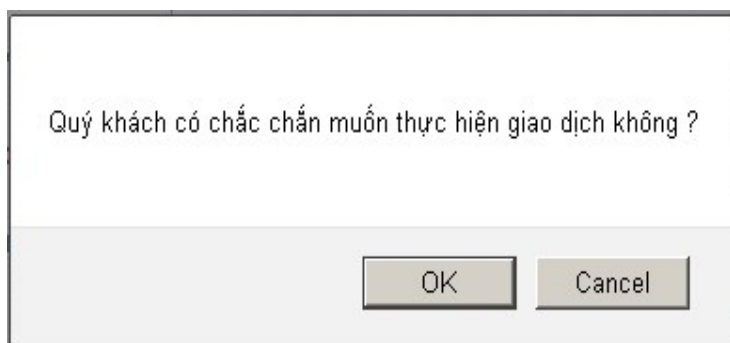 Quý khách có chắc chắn muốn thực hiện giao dịch không ?
OK Cancel